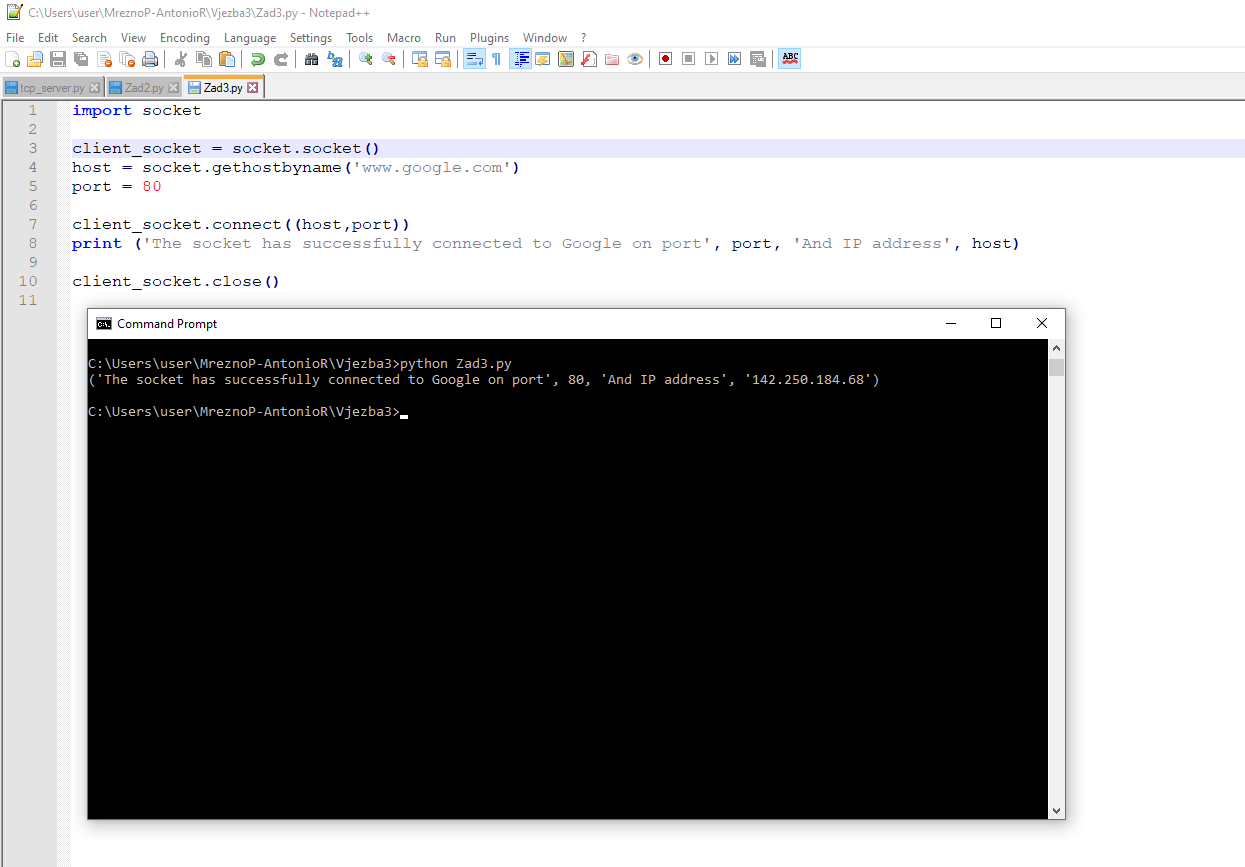 C:\Users\user\MreznoP-AntonioR\Vjezba3\Zad3.py - Notepad++
File Edit Search View Encoding Language Settings Tools Macro Run Plugins Window ?
ABC
tcp_server.py Zad2.py Zad3.py
1 import socket
2
3 client_socket = socket.socket()
4 host = socket.gethostbyname('www.google.com')
5 port = 80
6
7 client_socket.connect((host,port))
8 print ('The socket has successfully connected to Google on port', port, 'And IP address', host)
9
10 client_socket.close()
11
C:\. Command Prompt
C:\Users\user\MreznoP-AntonioR\Vjezba3>python Zad3.py
('The socket has successfully connected to Google on port', 80, 'And IP address', '142.250.184.68')
C:\Users\user\MreznoP-AntonioR\Vjezba3>